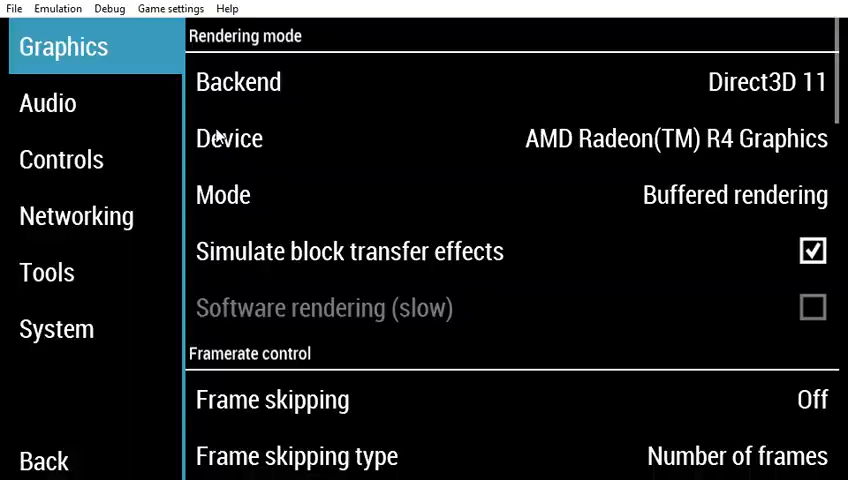 File Emulation Debug Game settings Help
Graphics
Audio
Controls
Networking
Tools
System
Back
Rendering mode
Backend Direct3D 11
Device AMD Radeon(TM) R4 Graphics
Mode Buffered rendering
Simulate block transfer effects
Software rendering (slow)
Framerate control
Frame skipping Off
Frame skipping type Number of frames